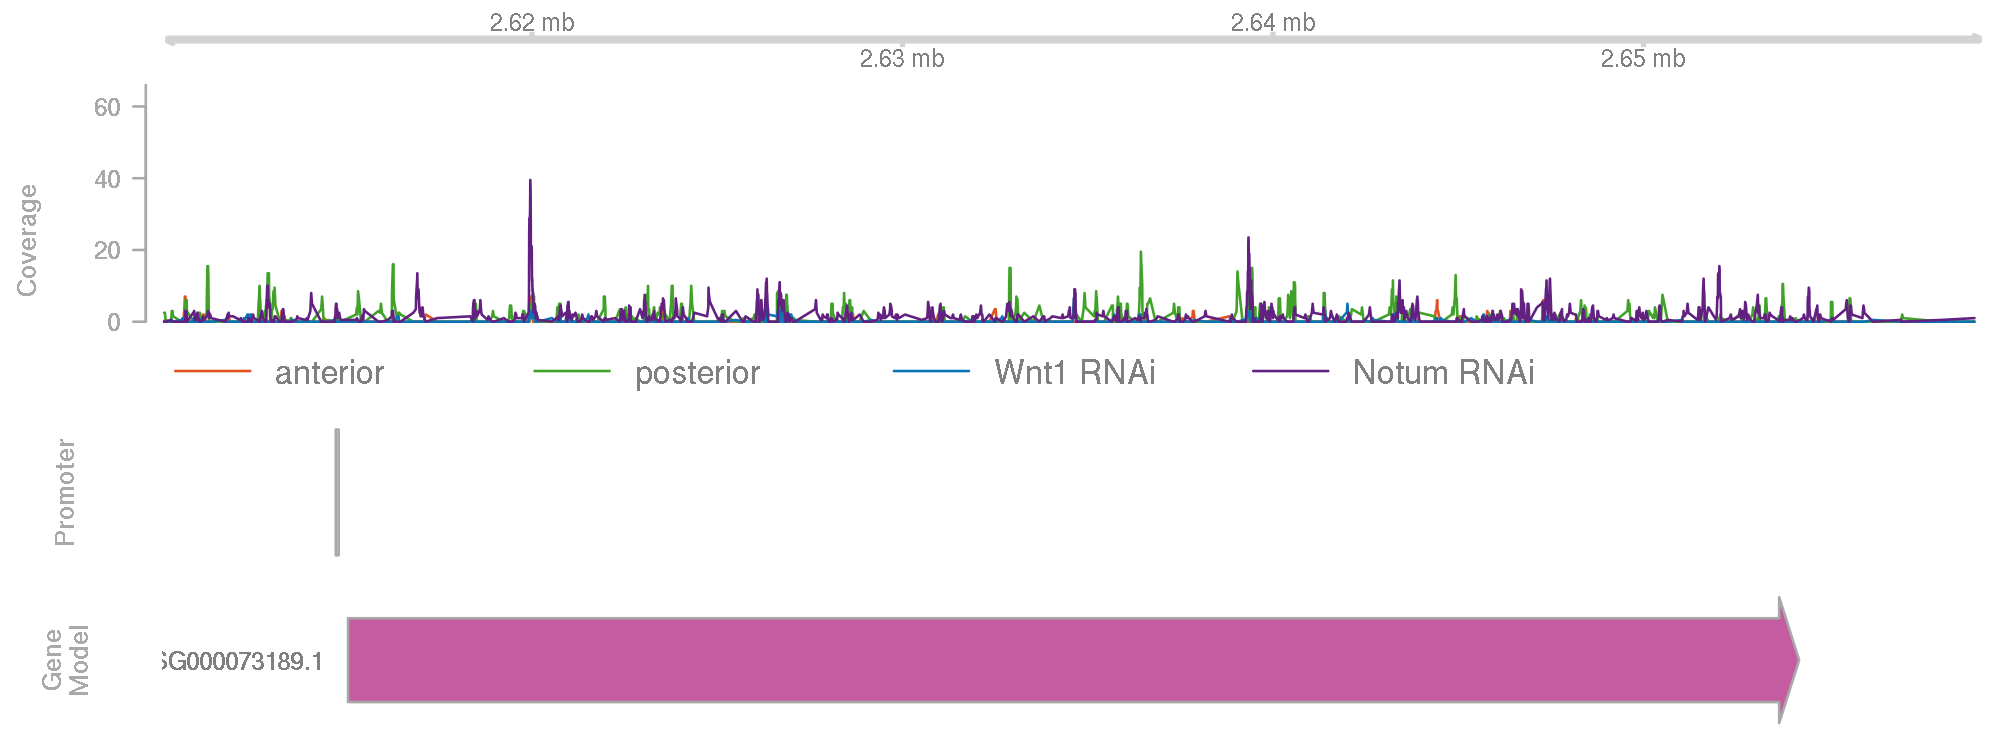 2.62 mb
2.64 mb
2.63 mb
2.65 mb
60
40
20
0
Coverage
anterior
posterior
Wnt1 RNAi
Notum RNAi
Promoter
Gene
Model
SG000073189.1